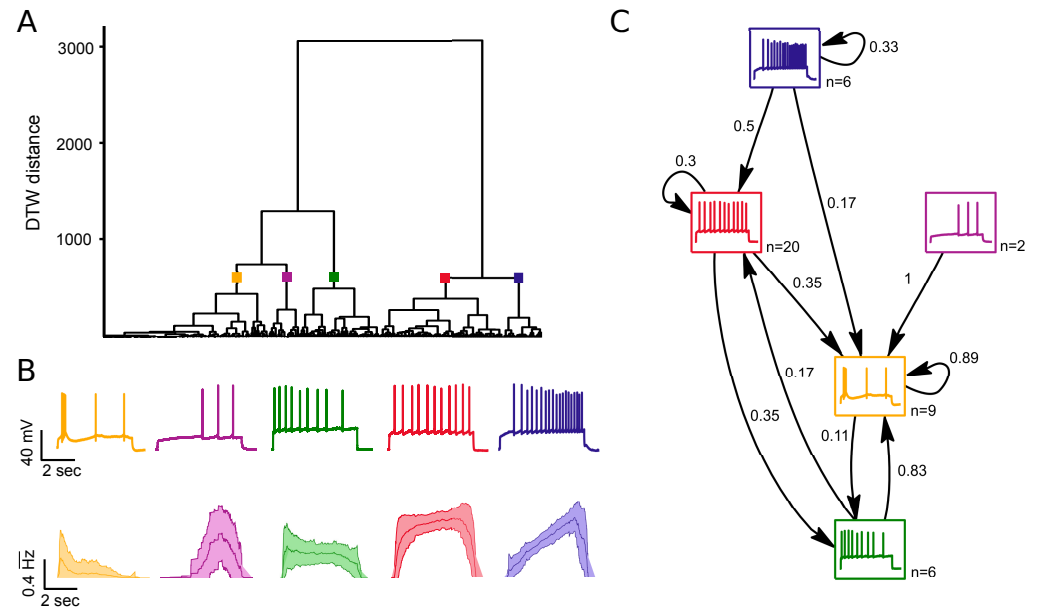 A
3000
2000
1000
DTW distance
B
40 mV
2 sec
0.4 Hz
2 sec
C
0.33
n=6
0.5
0.3
0.17
n=20
n=2
0.35
1
0.89
0.17
n=9
0.35
0.11
0.83
n=6